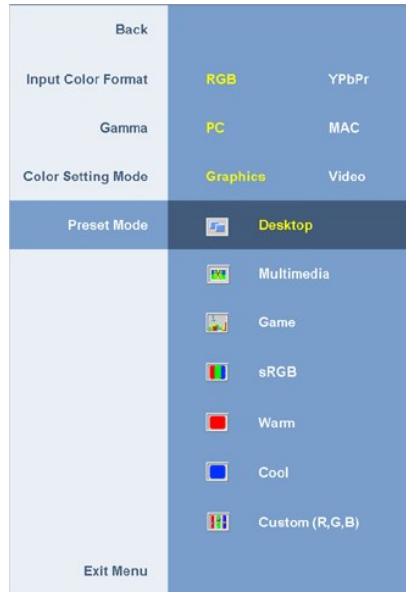 Back
Input Color Format RGB YPbPr
Gamma PC MAC
Color Setting Mode Graphics Video
Preset Mode Desktop
Multimedia
Game
sRGB
Warm
Cool
Custom (R,G,B)
Exit Menu